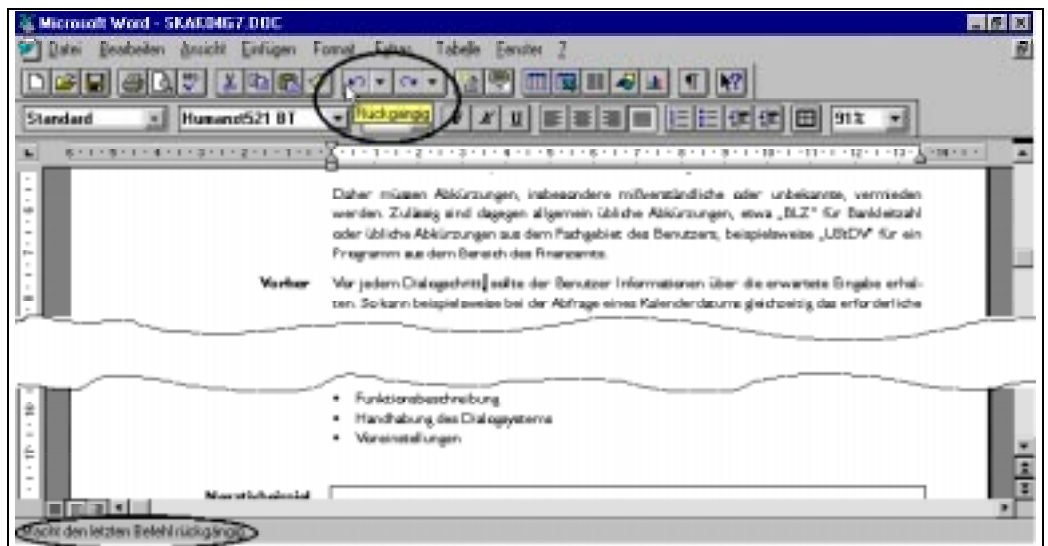 Microsoft Word - SKAK04G7.DOC
Datei Bearbeiten Ansicht Einfügen Format Extras Tabelle Fenster ?
Standard Humanst521 BT Rückgängig U 91%
Daher müssen Abkürzungen, insbesondere mißverständliche oder unbekannte, vermieden
werden. Zulässig sind dagegen allgemein übliche Abkürzungen, etwa „BLZ" für Bankleitzahl
oder übliche Abkürzungen aus dem Fachgebiet des Benutzers, beispielsweise „UStDV" für ein
Programm aus dem Bereich des Finanzamts.
Vorher Vor jedem Dialogschritt sollte der Benutzer Informationen über die erwartete Eingabe erhal-
ten. So kann beispielsweise bei der Abfrage eines Kalenderdatums gleichzeitig das erforderliche
• Funktionsbeschreibung
• Handhabung des Dialogsystems
• Voreinstellungen
Macht den letzten Befehl rückgängig